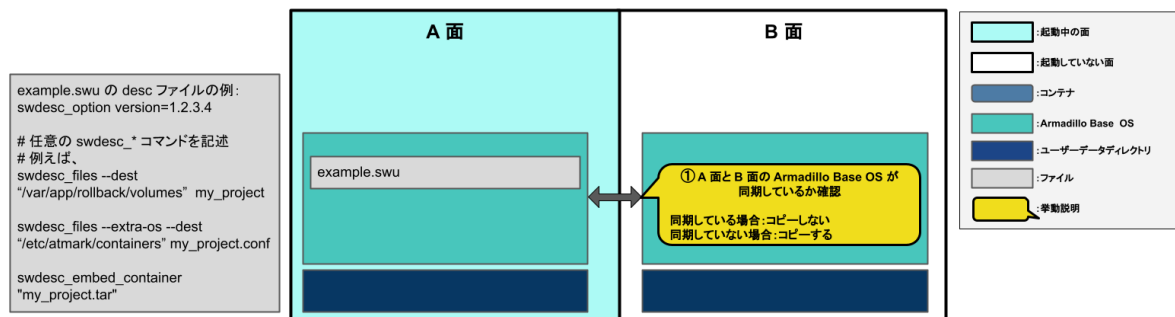 example.swu の desc ファイルの例:
swdesc_option version=1.2.3.4
# 任意の swdesc_* コマンドを記述
# 例えば、
swdesc_files --dest
“/var/app/rollback/volumes” my_project
swdesc_files --extra-os --dest
“/etc/atmark/containers” my_project.conf
swdesc_embed_container
"my_project.tar"
A 面
example.swu
B 面
① A 面と B 面の Armadillo Base OS が
同期しているか確認
同期している場合:コピーしない
同期していない場合:コピーする
:起動中の面
:起動していない面
:コンテナ
:Armadillo Base OS
:ユーザーデータディレクトリ
:ファイル
:挙動説明